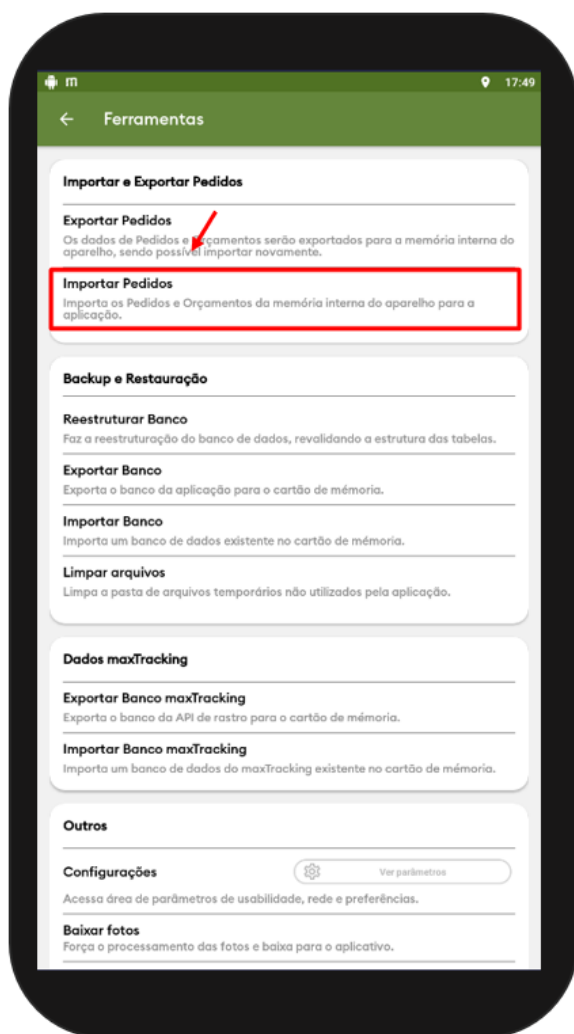 m 17:49
Ferramentas
Importar e Exportar Pedidos
Exportar Pedidos
Os dados de Pedidos e Orçamentos serão exportados para a memória interna do
aparelho, sendo possível importar novamente.
Importar Pedidos
Importa os Pedidos e Orçamentos da memória interna do aparelho para a
aplicação.
Backup e Restauração
Reestruturar Banco
Faz a reestruturação do banco de dados, revalidando a estrutura das tabelas.
Exportar Banco
Exporta o banco da aplicação para o cartão de mémoria.
Importar Banco
Importa um banco de dados existente no cartão de mémoria.
Limpar arquivos
Limpa a pasta de arquivos temporários não utilizados pela aplicação.
Dados maxTracking
Exportar Banco maxTracking
Exporta o banco da API de rastro para o cartão de mémoria.
Importar Banco maxTracking
Importa um banco de dados do maxTracking existente no cartão de mémoria.
Outros
Configurações Ver parâmetros
Acessa área de parâmetros de usabilidade, rede e preferências.
Baixar fotos
Força o processamento das fotos e baixa para o aplicativo.